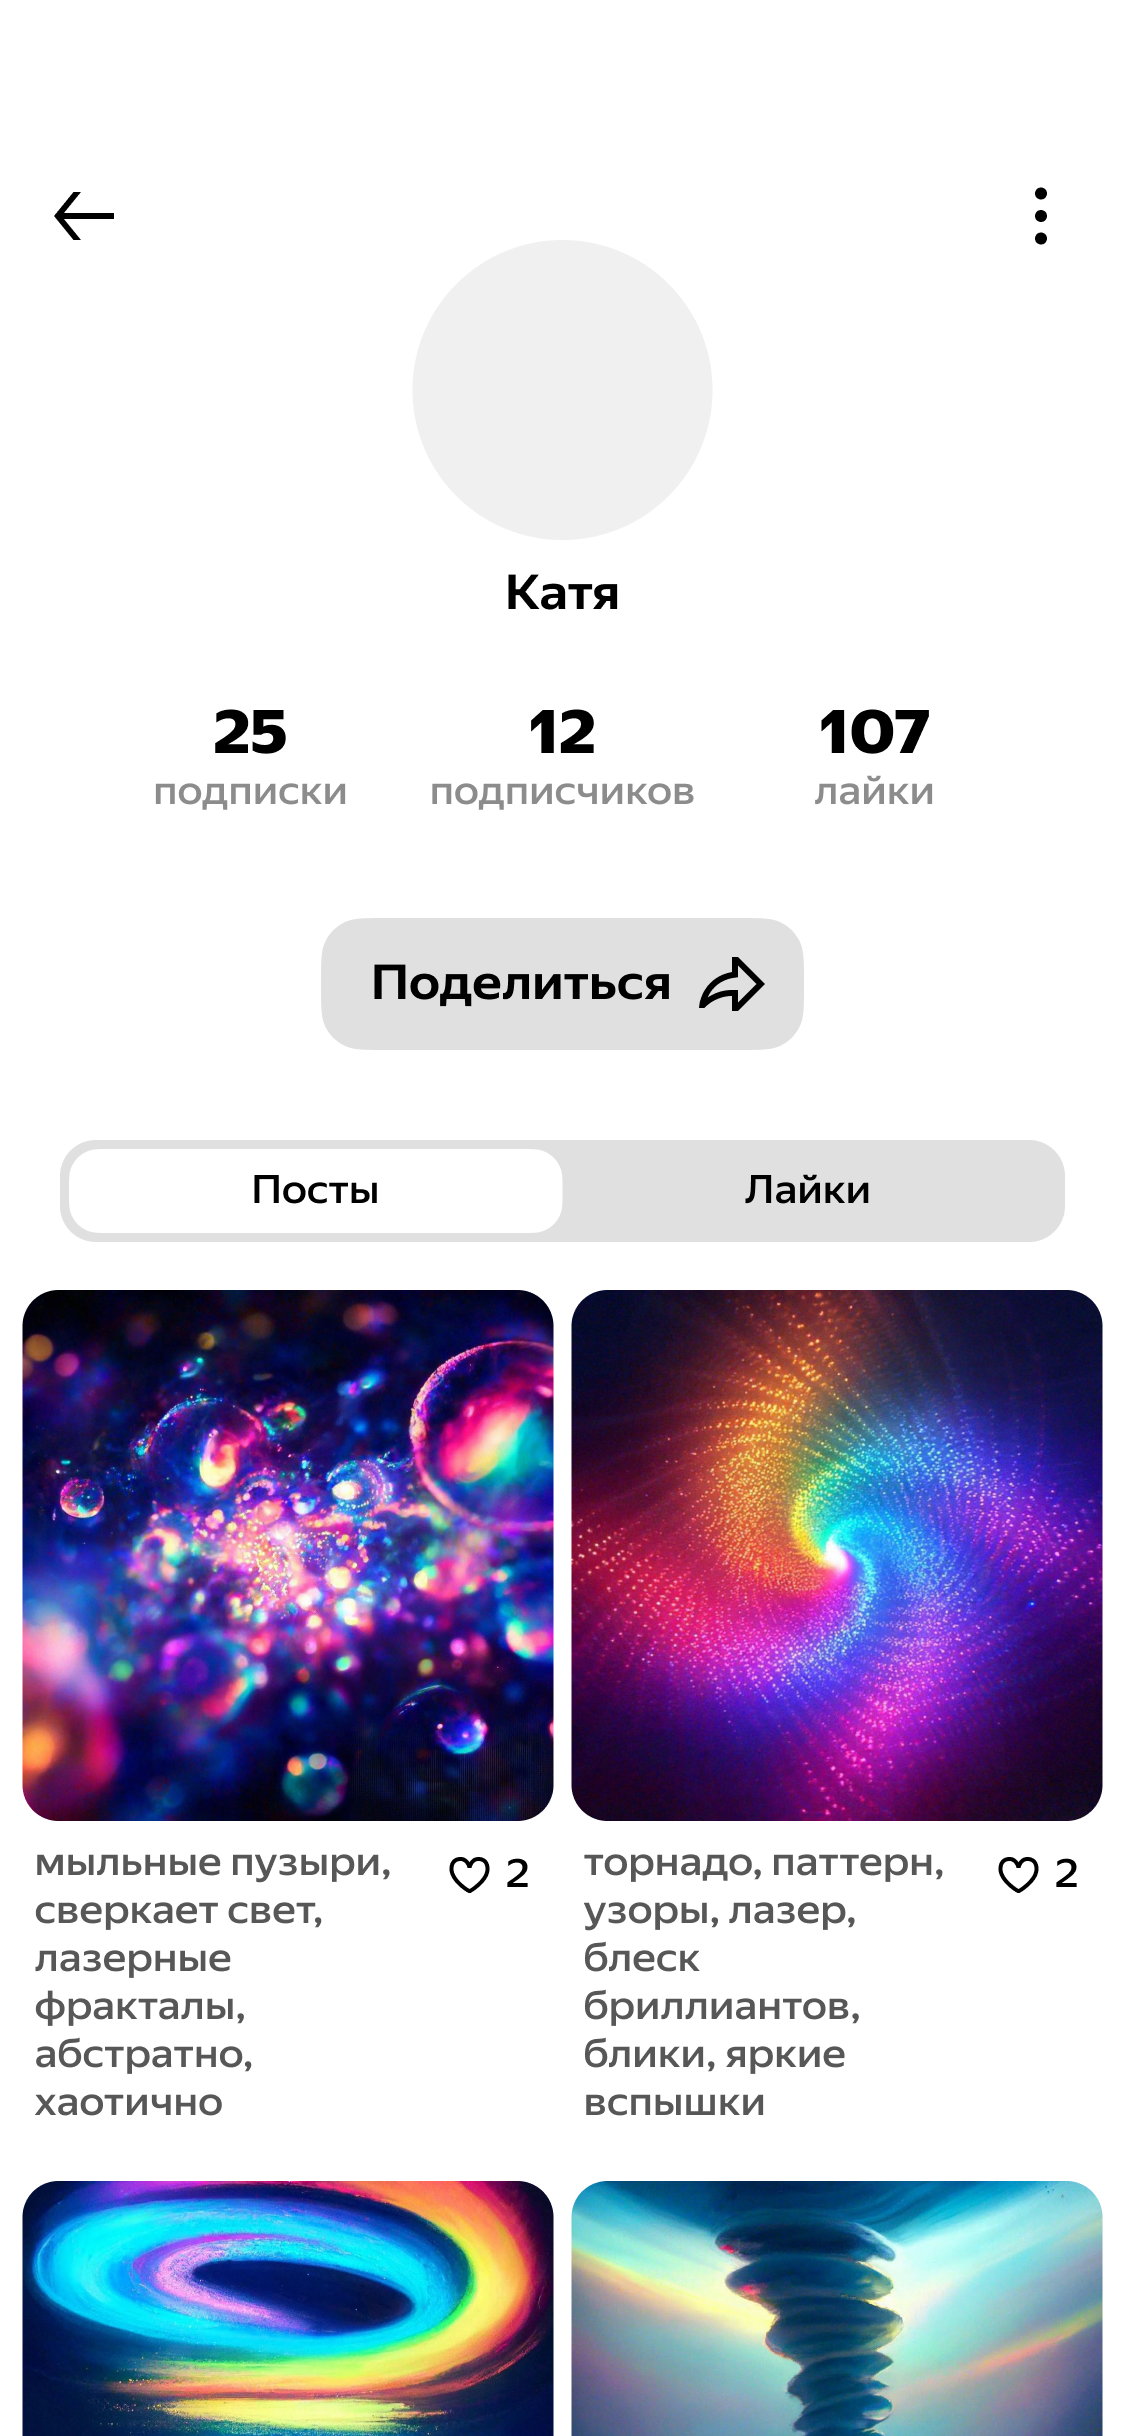 Катя
25 12 107
подписки подписчиков лайки
Поделиться
Посты Лайки
мыльные пузыри,
сверкает свет,
лазерные
фракталы,
абстратно,
хаотично
2
торнадо, паттерн,
узоры, лазер,
блеск
бриллиантов,
блики, яркие
вспышки
2